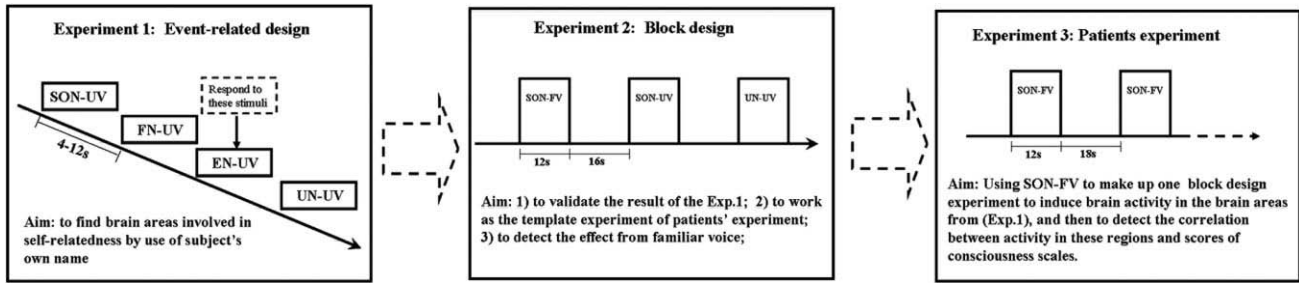 Experiment 1: Event-related design
SON-UV
Respond to
these stimuli
FN-UV
4-12s
EN-UV
UN-UV
Aim: to find brain areas involved in
self-relatedness by use of subject's
own name
Experiment 2: Block design
SON-FV
SON-UV
UN-UV
12s
16s
Aim: 1) to validate the result of the Exp.1; 2) to work
as the template experiment of patients' experiment;
3) to detect the effect from familiar voice;
Experiment 3: Patients experiment
SON-FV
SON-FV
12s
18s
Aim: Using SON-FV to make up one block design
experiment to induce brain activity in the brain areas
from (Exp.1), and then to detect the correlation
between activity in these regions and scores of
consciousness scales.